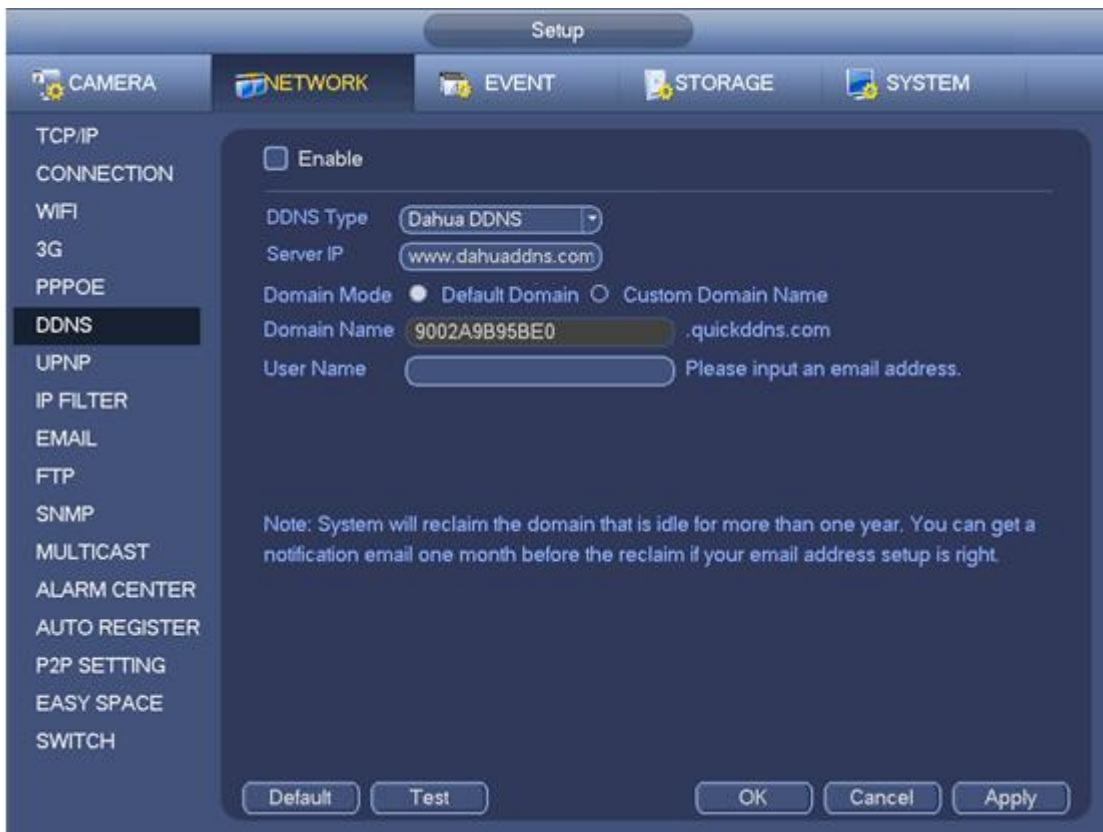 Setup
CAMERA NETWORK EVENT STORAGE SYSTEM
TCP/IP
CONNECTION
WIFI
3G
PPPOE
DDNS
UPNP
IP FILTER
EMAIL
FTP
SNMP
MULTICAST
ALARM CENTER
AUTO REGISTER
P2P SETTING
EASY SPACE
SWITCH
Enable
DDNS Type Dahua DDNS
Server IP www.dahuaddns.com
Domain Mode Default Domain Custom Domain Name
Domain Name 9002A9B95BE0 .quickddns.com
User Name Please input an email address.
Note: System will reclaim the domain that is idle for more than one year. You can get a
notification email one month before the reclaim if your email address setup is right.
Default Test OK Cancel Apply